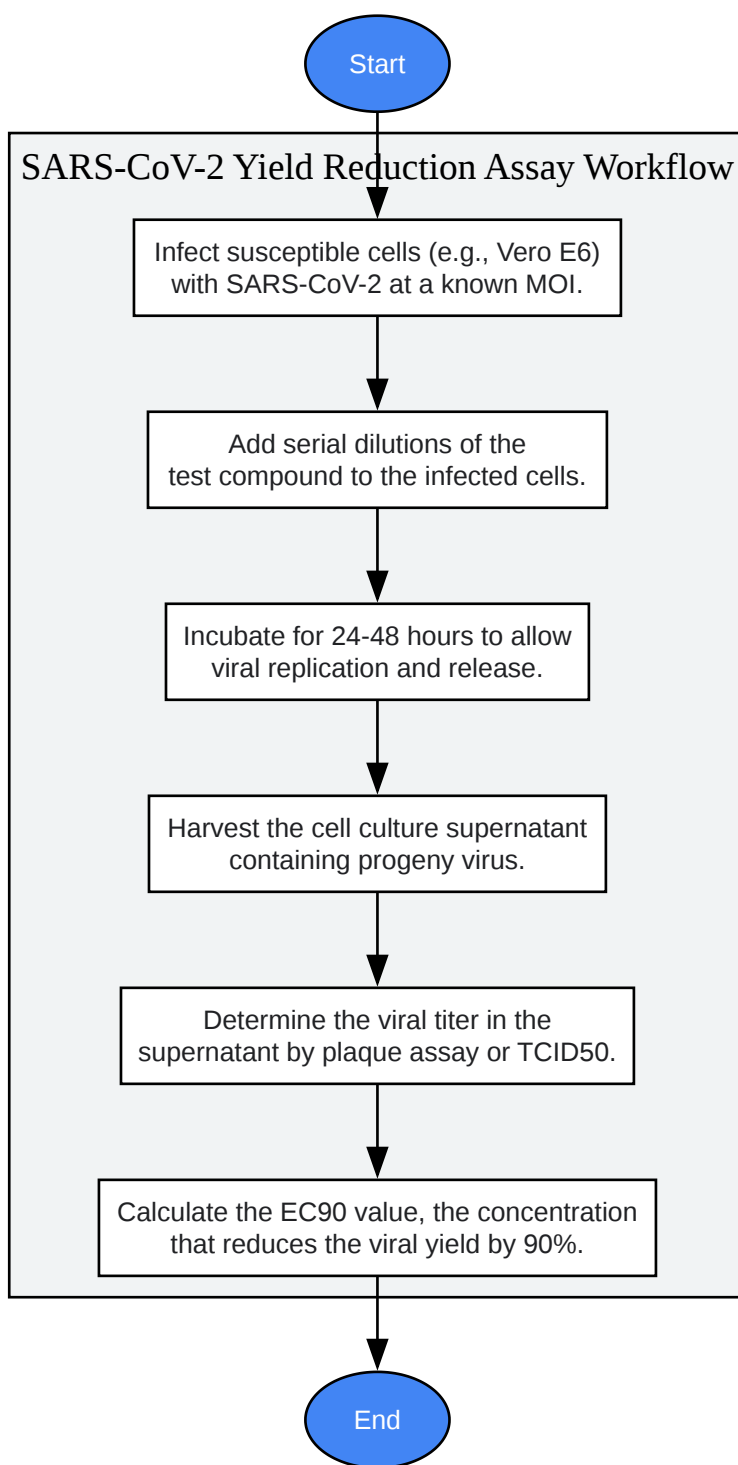 Start
SARS-CoV-2 Yield Reduction Assay Workflow
Infect susceptible cells (e.g., Vero E6)
with SARS-CoV-2 at a known MOI.
Add serial dilutions of the
test compound to the infected cells.
Incubate for 24-48 hours to allow
viral replication and release.
Harvest the cell culture supernatant
containing progeny virus.
Determine the viral titer in the
supernatant by plaque assay or TCID50.
Calculate the EC90 value, the concentration
that reduces the viral yield by 90%.
End